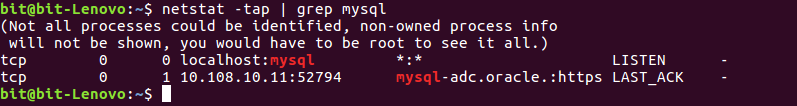 bit@bit-Lenovo:~$ netstat -tap | grep mysql
(Not all processes could be identified, non-owned process info
 will not be shown, you would have to be root to see it all.)
tcp        0      0 localhost:mysql         *:*                     LISTEN      -
tcp        0      1 10.108.10.11:52794      mysql-adc.oracle.:https LAST_ACK    -
bit@bit-Lenovo:~$